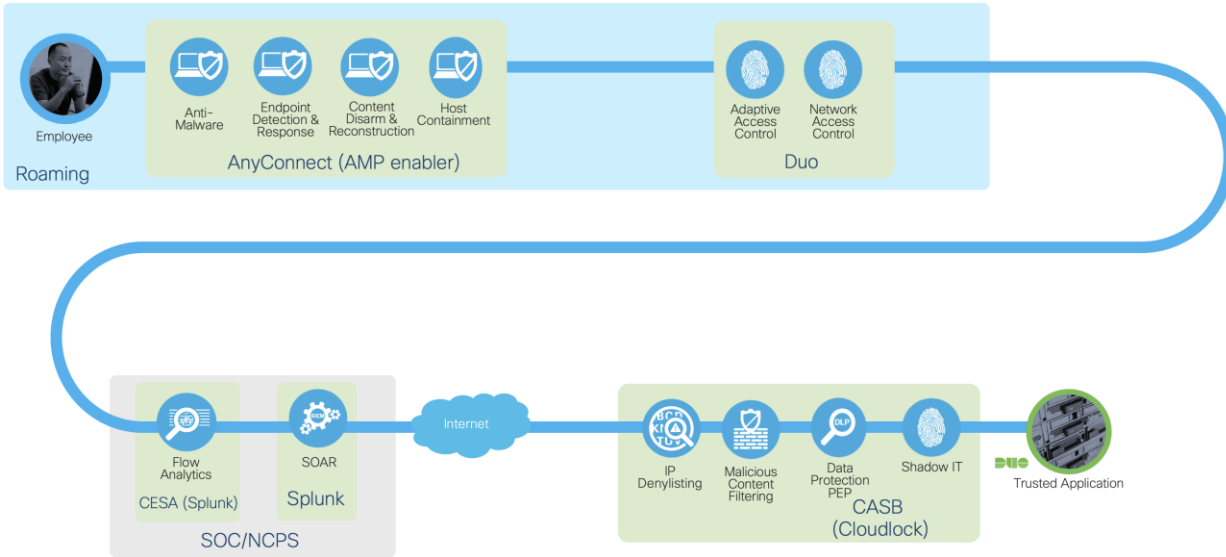 Employee
Roaming
Anti-
Malware
Endpoint
Detection &
Response
Content
Disarm &
Reconstruction
Host
Containment
AnyConnect (AMP enabler)
Adaptive
Access
Control
Network
Access
Control
Duo
Flow
Analytics
CESA (Splunk)
SIEM
SOAR
Splunk
SOC/NCPS
Internet
IP
Denylisting
Malicious
Content
Filtering
DLP
Data
Protection
PEP
Shadow IT
CASB
(Cloudlock)
DUO
Trusted Application